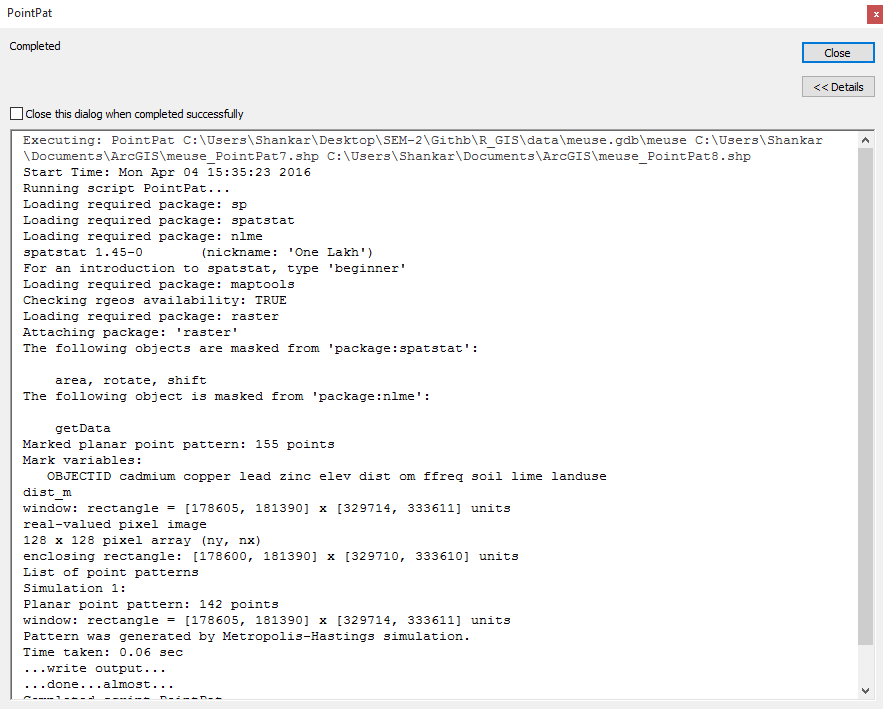 PointPat
x
Completed
Close
<< Details
Close this dialog when completed successfully
Executing: PointPat C:\Users\Shankar\Desktop\SEM-2\Githb\R_GIS\data\meuse.gdb\meuse C:\Users\Shankar
\Documents\ArcGIS\meuse_PointPat7.shp C:\Users\Shankar\Documents\ArcGIS\meuse_PointPat8.shp
Start Time: Mon Apr 04 15:35:23 2016
Running script PointPat...
Loading required package: sp
Loading required package: spatstat
Loading required package: nlme
spatstat 1.45-0       (nickname: 'One Lakh')
For an introduction to spatstat, type 'beginner'
Loading required package: maptools
Checking rgeos availability: TRUE
Loading required package: raster
Attaching package: 'raster'
The following objects are masked from 'package:spatstat':
area, rotate, shift
The following object is masked from 'package:nlme':
getData
Marked planar point pattern: 155 points
Mark variables:
OBJECTID cadmium copper lead zinc elev dist om ffreq soil lime landuse
dist_m
window: rectangle = [178605, 181390] x [329714, 333611] units
real-valued pixel image
128 x 128 pixel array (ny, nx)
enclosing rectangle: [178600, 181390] x [329710, 333610] units
List of point patterns
Simulation 1:
Planar point pattern: 142 points
window: rectangle = [178605, 181390] x [329714, 333611] units
Pattern was generated by Metropolis-Hastings simulation.
Time taken: 0.06 sec
...write output...
...done...almost...
Completed script PointPat